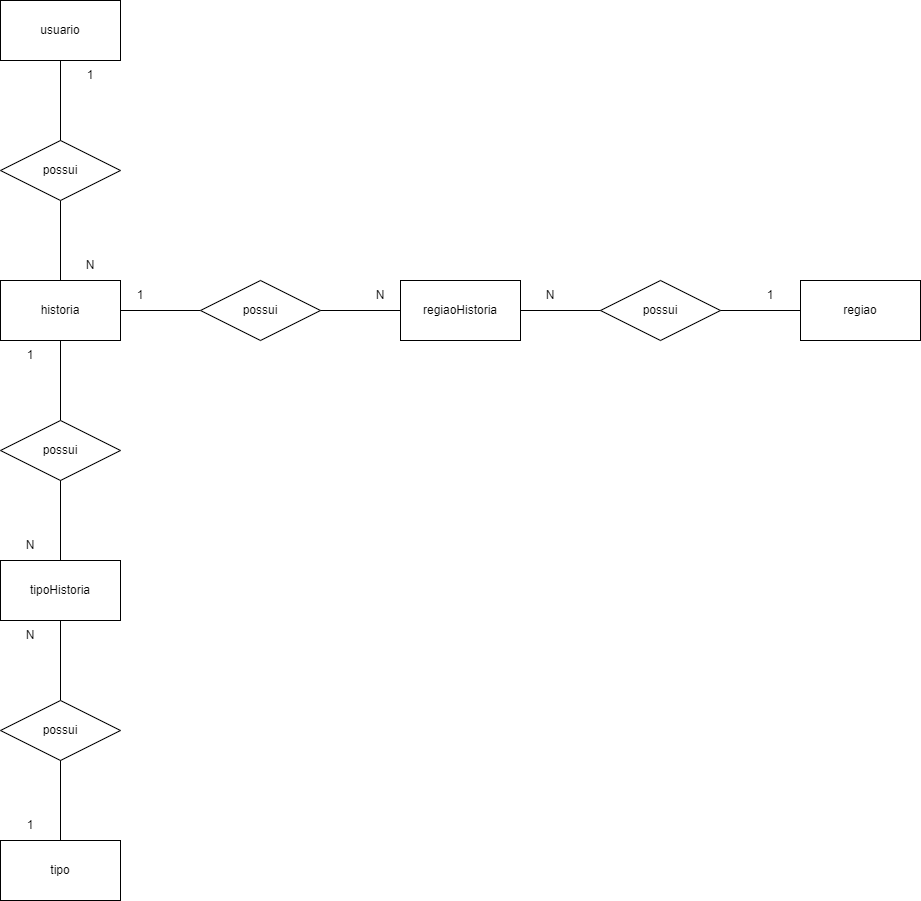 usuario
1
possui
N
historia
1
possui
N
regiaoHistoria
N
possui
1
regiao
1
possui
N
tipoHistoria
N
possui
1
tipo